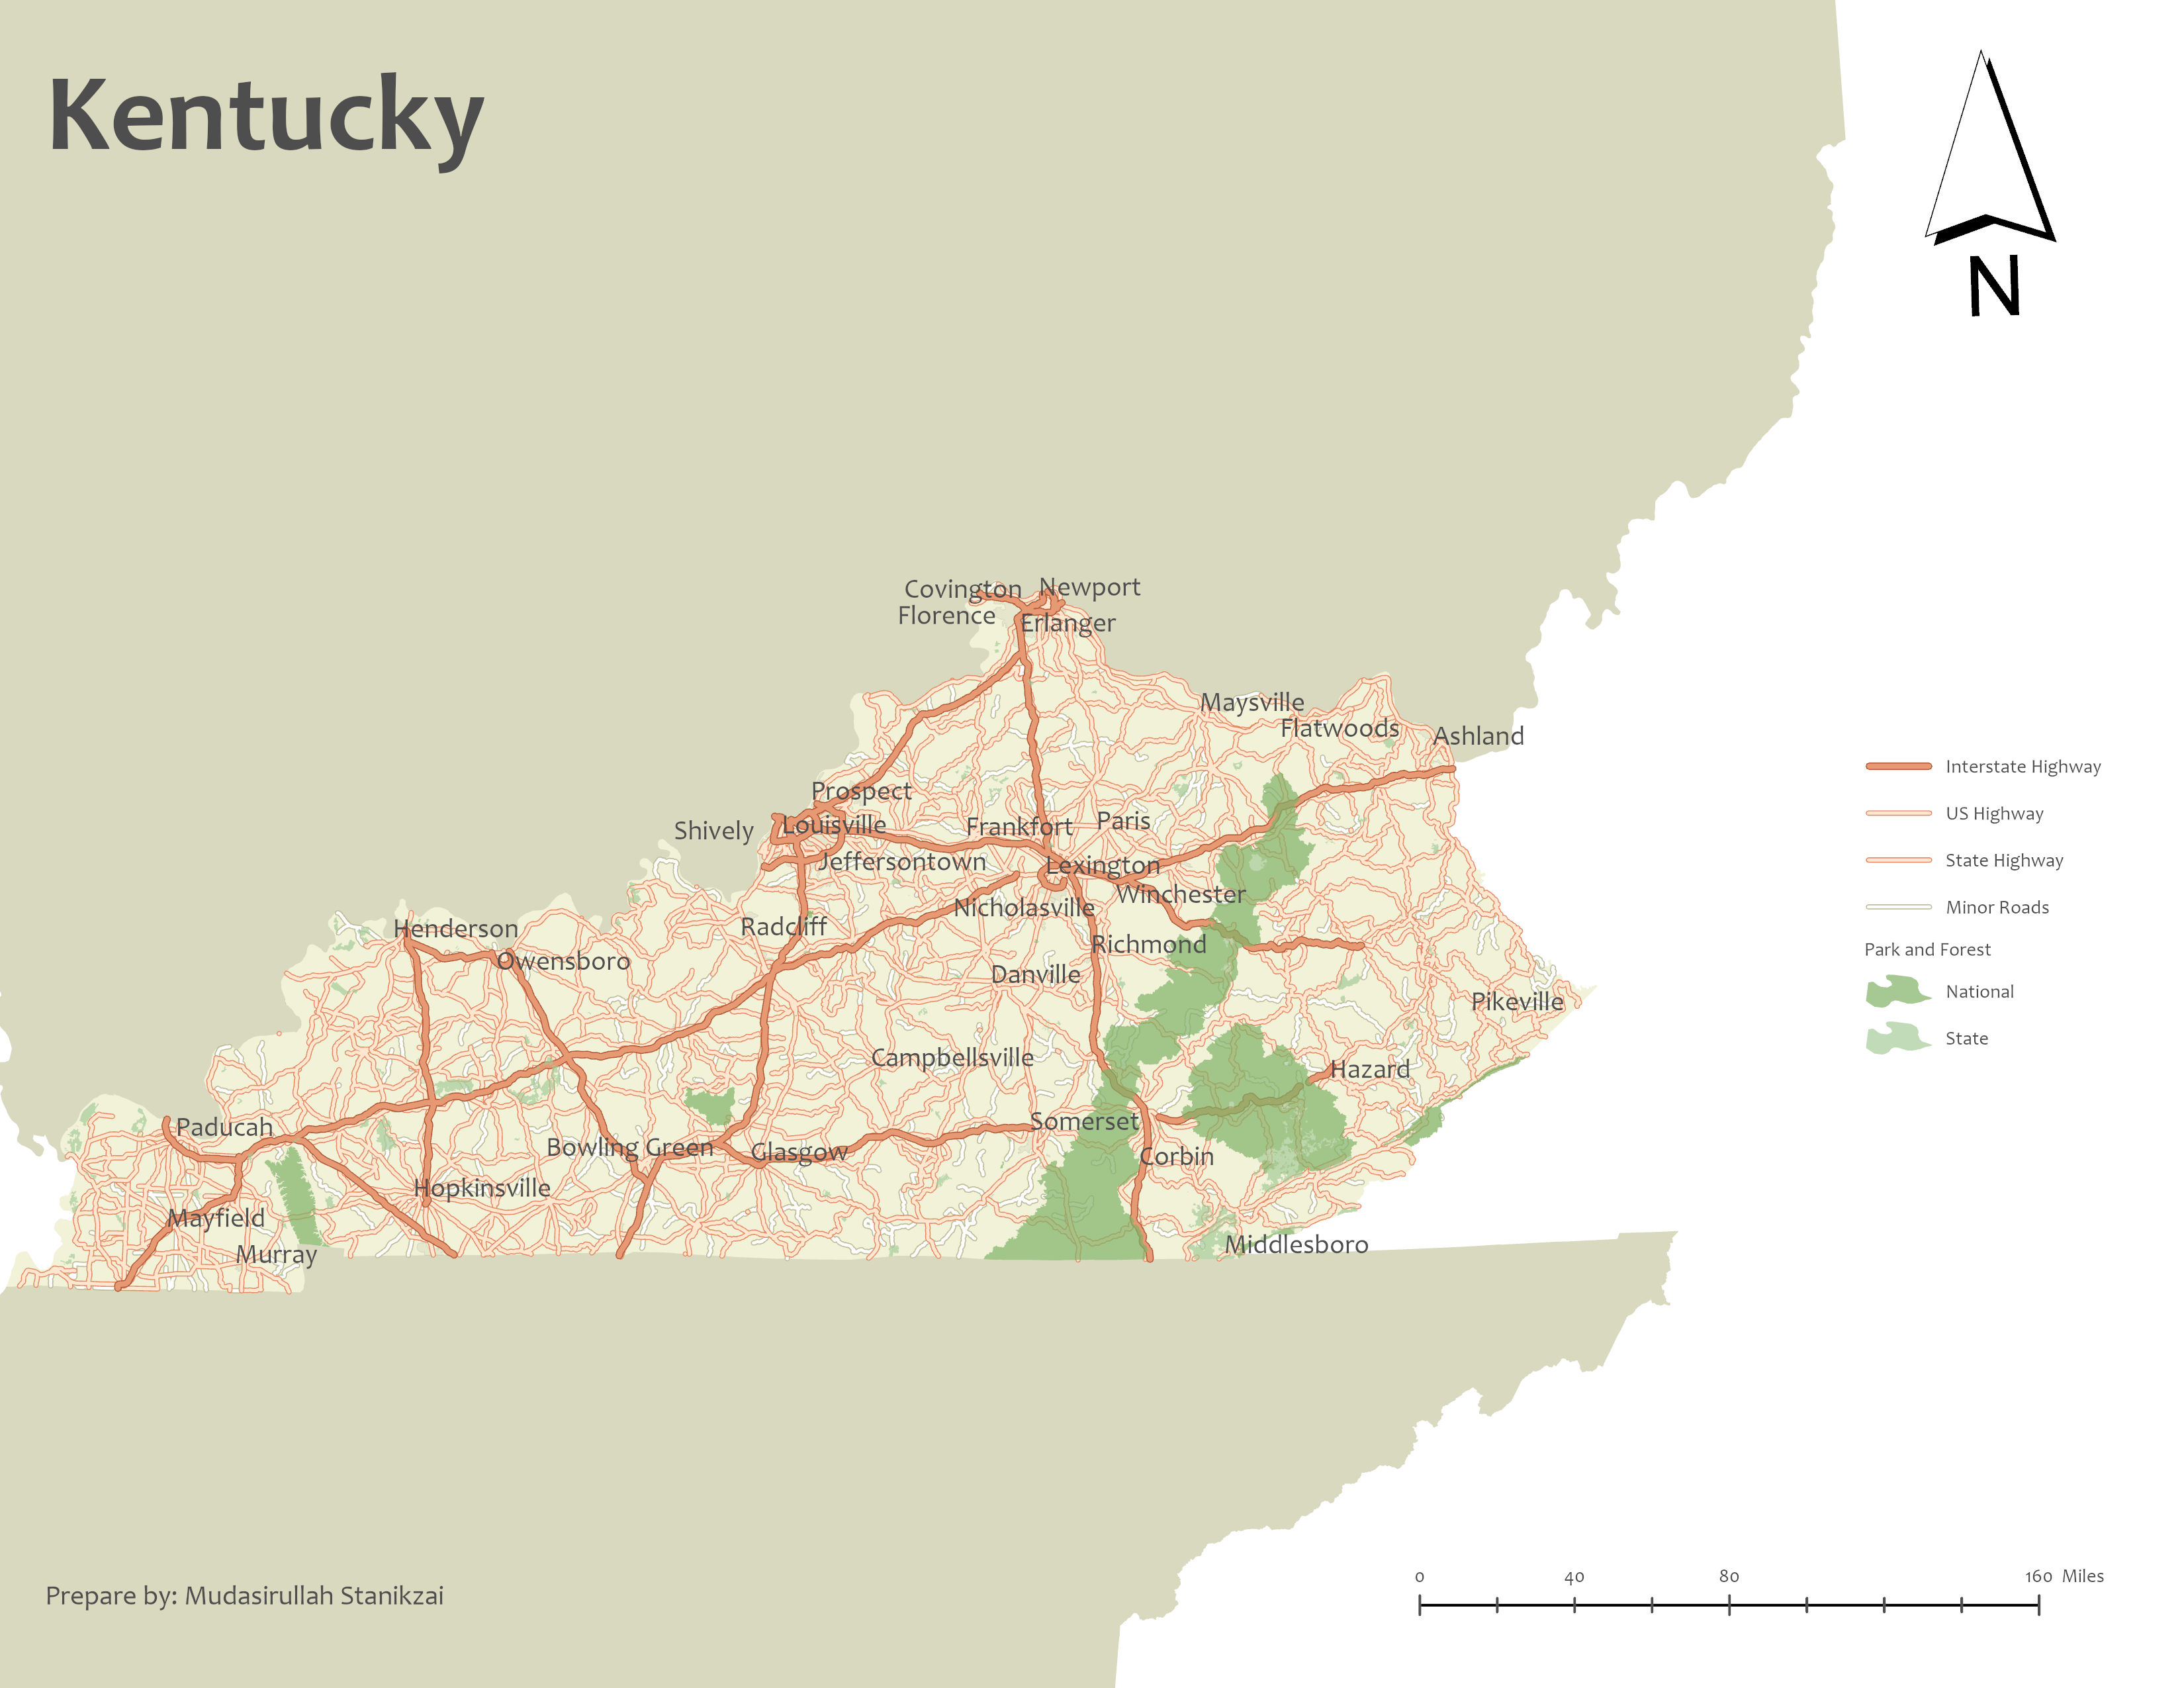 Kentucky
N
Covington
Newport
Florence
Erlanger
Maysville
Flatwoods
Ashland
Prospect
Shively
Louisville
Frankfort
Paris
Jeffersontown
Lexington
Winchester
Nicholasville
Radcliff
Henderson
Richmond
Owensboro
Danville
Pikeville
Campbellsville
Hazard
Paducah
Somerset
Bowling Green
Glasgow
Corbin
Hopkinsville
Mayfield
Murray
Middlesboro
Interstate Highway
US Highway
State Highway
Minor Roads
Park and Forest
National
State
Prepare by: Mudasirullah Stanikzai
0 40 80 160 Miles